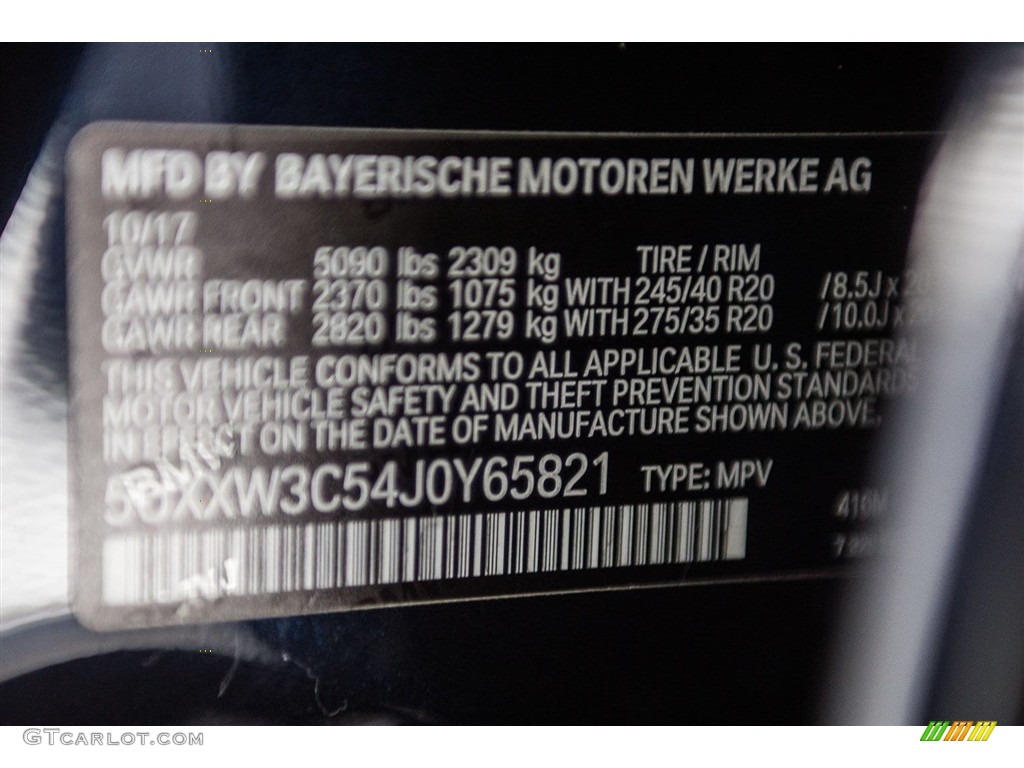 MFD BY BAYERISCHE MOTOREN WERKE AG
10/17
GVWR 5090 lbs 2309 kg TIRE / RIM
GAWR FRONT 2370 lbs 1075 kg WITH 245/40 R20 /8.5J x
GAWR REAR 2820 lbs 1279 kg WITH 275/35 R20 /10.0J x
THIS VEHICLE CONFORMS TO ALL APPLICABLE U. S. FEDERAL
MOTOR VEHICLE SAFETY AND THEFT PREVENTION STANDARDS
IN EFFECT ON THE DATE OF MANUFACTURE SHOWN ABOVE.
5UXXW3C54J0Y65821 TYPE: MPV
GTCarlot.com